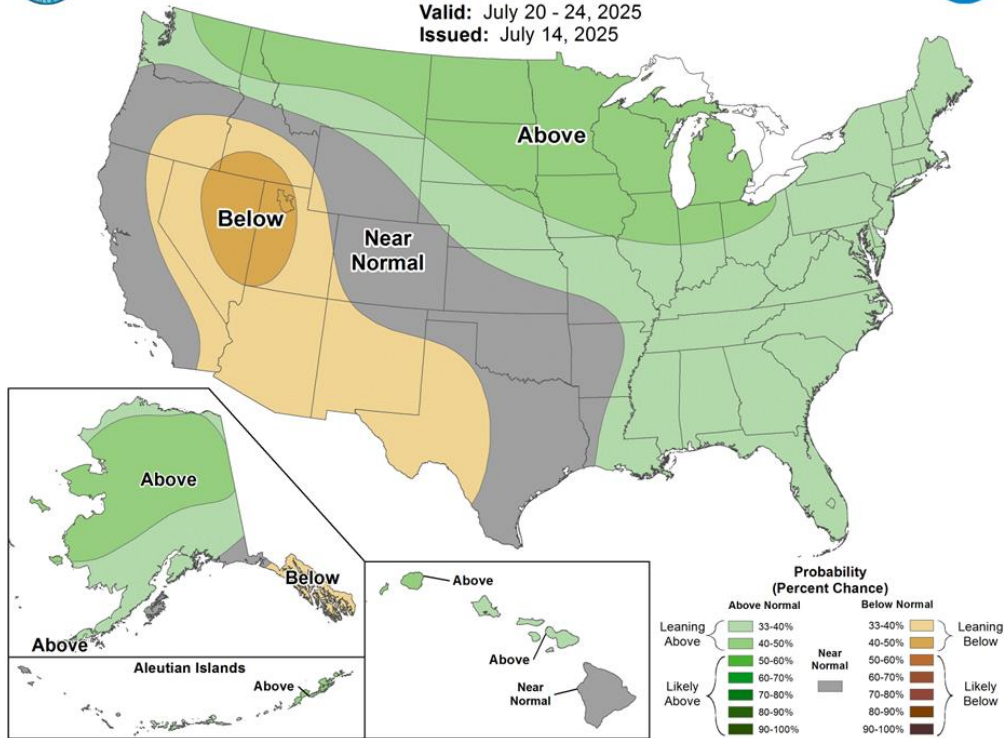 Valid: July 20 - 24, 2025
Issued: July 14, 2025
Above
Below
Near
Normal
Above
Below
Above
Aleutian Islands
Above
Above
Above
Near
Normal
Probability
(Percent Chance)
Above Normal
Below Normal
Leaning
Above
33-40%
40-50%
50-60%
60-70%
70-80%
80-90%
90-100%
Likely
Above
Near
Normal
33-40%
40-50%
50-60%
60-70%
70-80%
80-90%
90-100%
Leaning
Below
Likely
Below